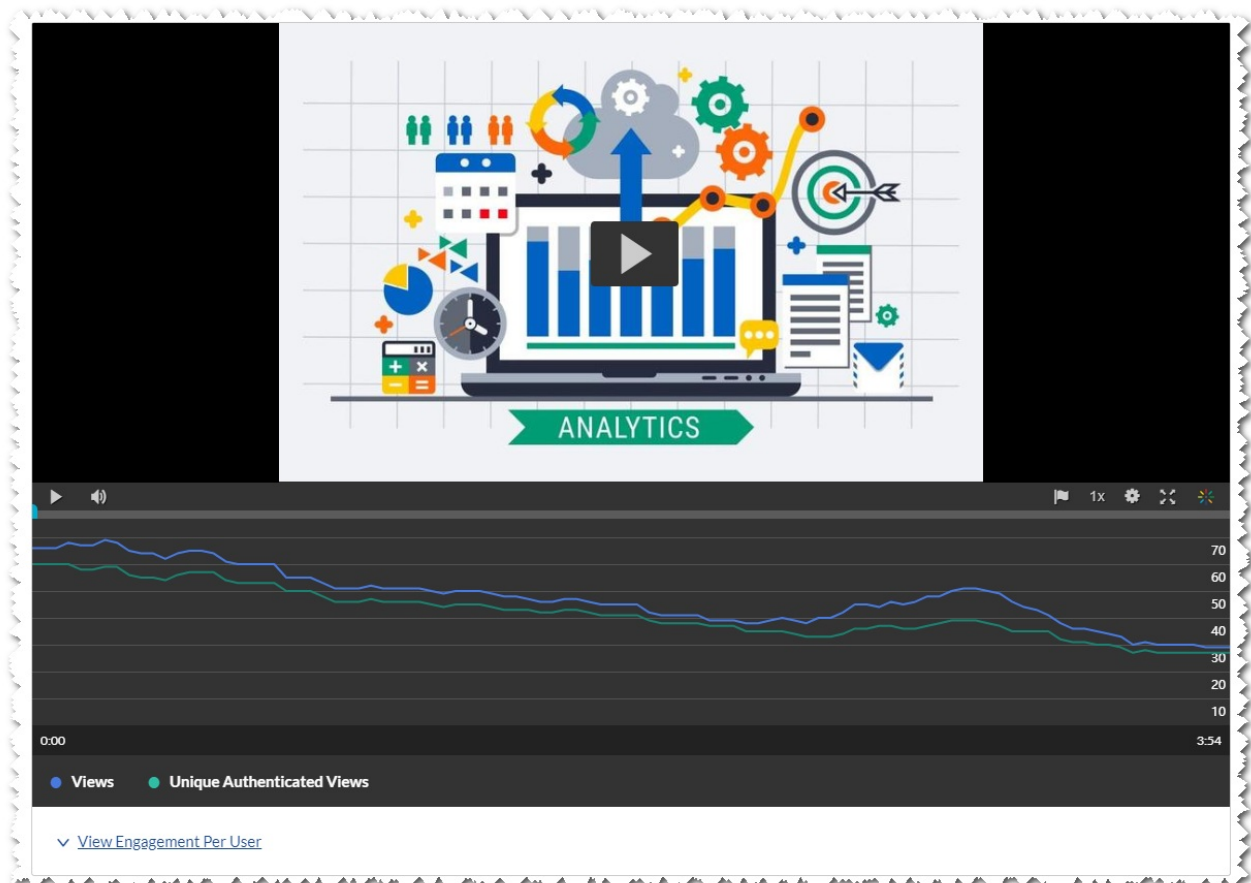 ANALYTICS
1x
70
60
50
40
30
20
10
0:00
3:54
Views
Unique Authenticated Views
View Engagement Per User